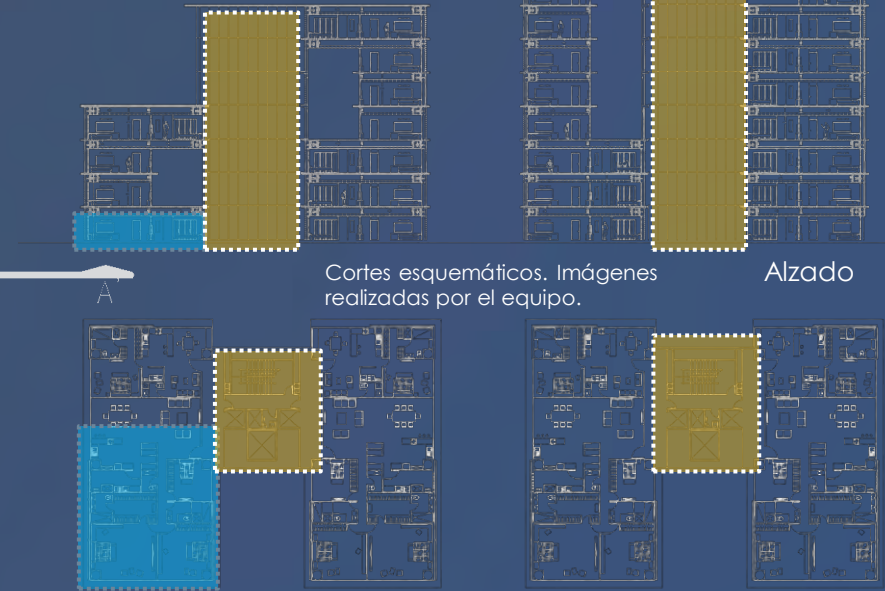 Cortes esquemáticos. Imágenes
realizadas por el equipo.
Alzado
A'